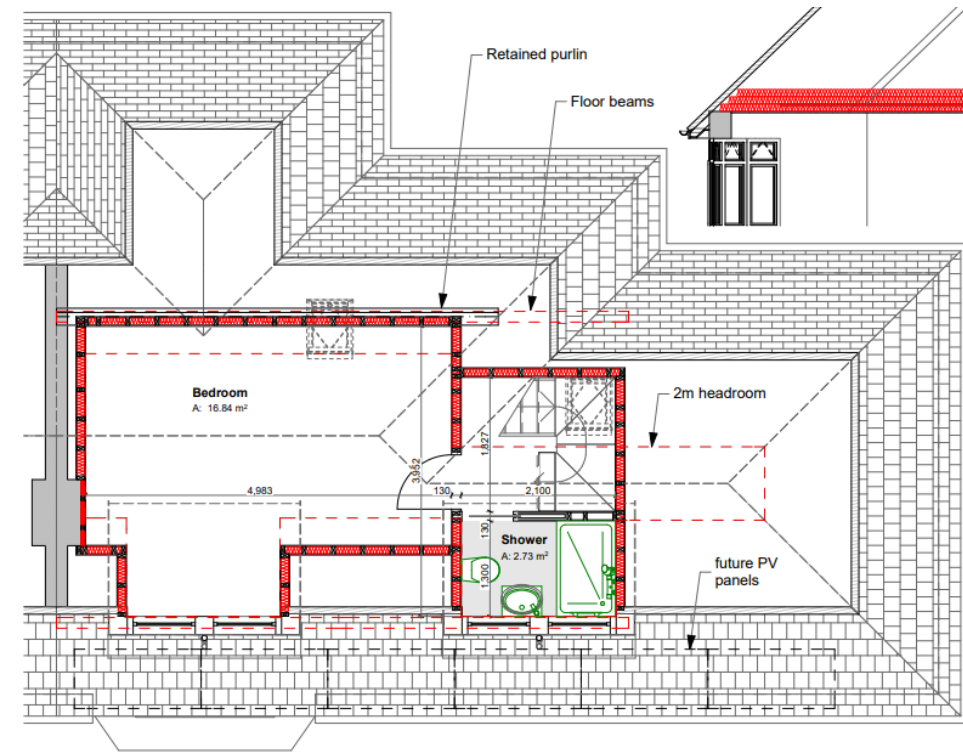 Retained purlin
Floor beams
2m headroom
Bedroom
A: 16.84 m²
1,827
3,952
4,983
130
2,100
130
Shower
A: 2.73 m²
1,300
future PV
panels